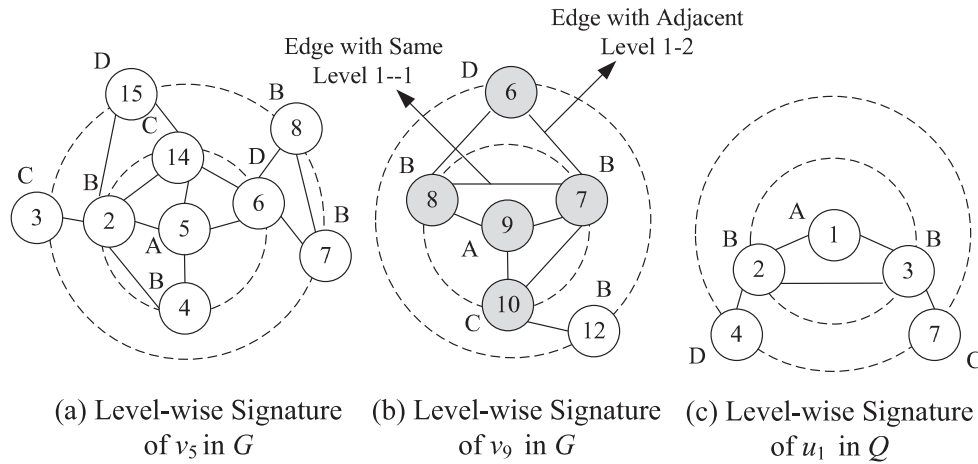 Edge with Adjacent
Level 1-2
Edge with Same
Level 1--1
D
15
C
14
B
8
D
6
C
3
B
2
5
A
B
7
B
4
D
6
B
8
B
7
9
A
10
C
B
12
A
1
B
2
B
3
4
D
7
C
(a) Level-wise Signature
of v5 in G
(b) Level-wise Signature
of v9 in G
(c) Level-wise Signature
of u1 in Q